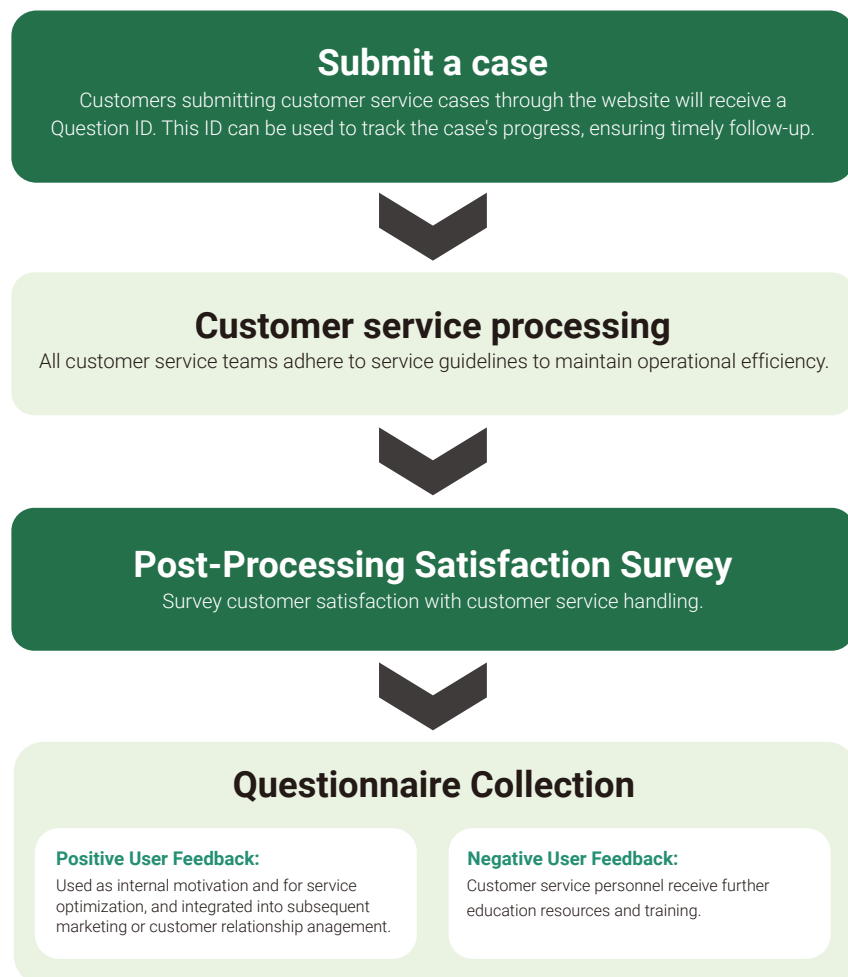 Submit a case
Customers submitting customer service cases through the website will receive a
Question ID. This ID can be used to track the case's progress, ensuring timely follow-up.
Customer service processing
All customer service teams adhere to service guidelines to maintain operational efficiency.
Post-Processing Satisfaction Survey
Survey customer satisfaction with customer service handling.
Questionnaire Collection
Positive User Feedback:
Used as internal motivation and for service
optimization, and integrated into subsequent
marketing or customer relationship anagement.
Negative User Feedback:
Customer service personnel receive further
education resources and training.